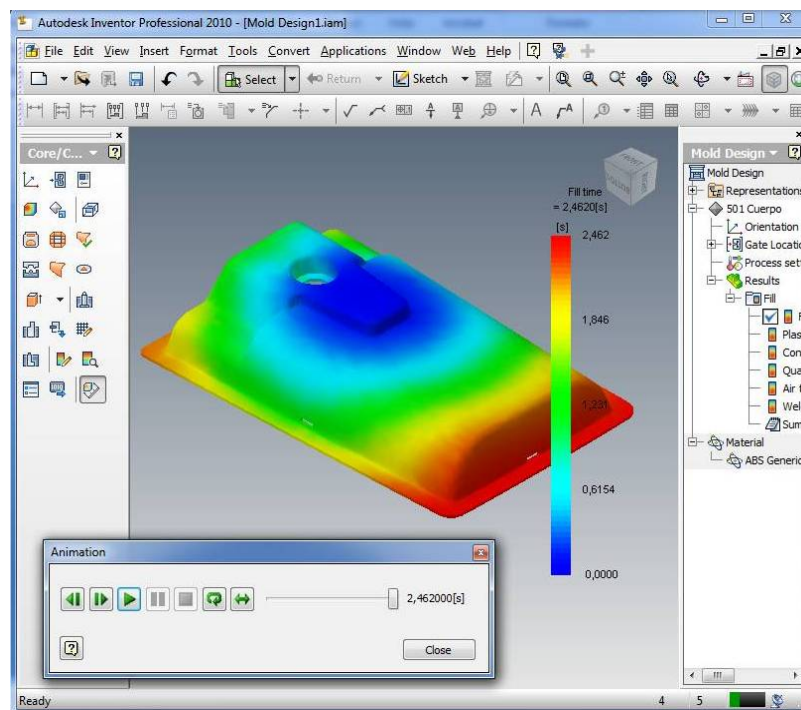 Autodesk Inventor Professional 2010 - [Mold Design1.iam]
File Edit View Insert Format Tools Convert Applications Window Web Help
Select Return Sketch
A A
Core/C...
Mold Design
Mold Design
Representations
501 Cuerpo
Orientation
Gate Locatio
Process sett
Results
Fill
F
Plas
Con
Qua
Air t
Wel
Sum
Material
ABS Generic
FRONT
Fill time
= 2,4620[s]
[s]
2,462
1,846
1,231
0,6154
0,0000
Animation
2,462000[s]
Close
Ready
4 5